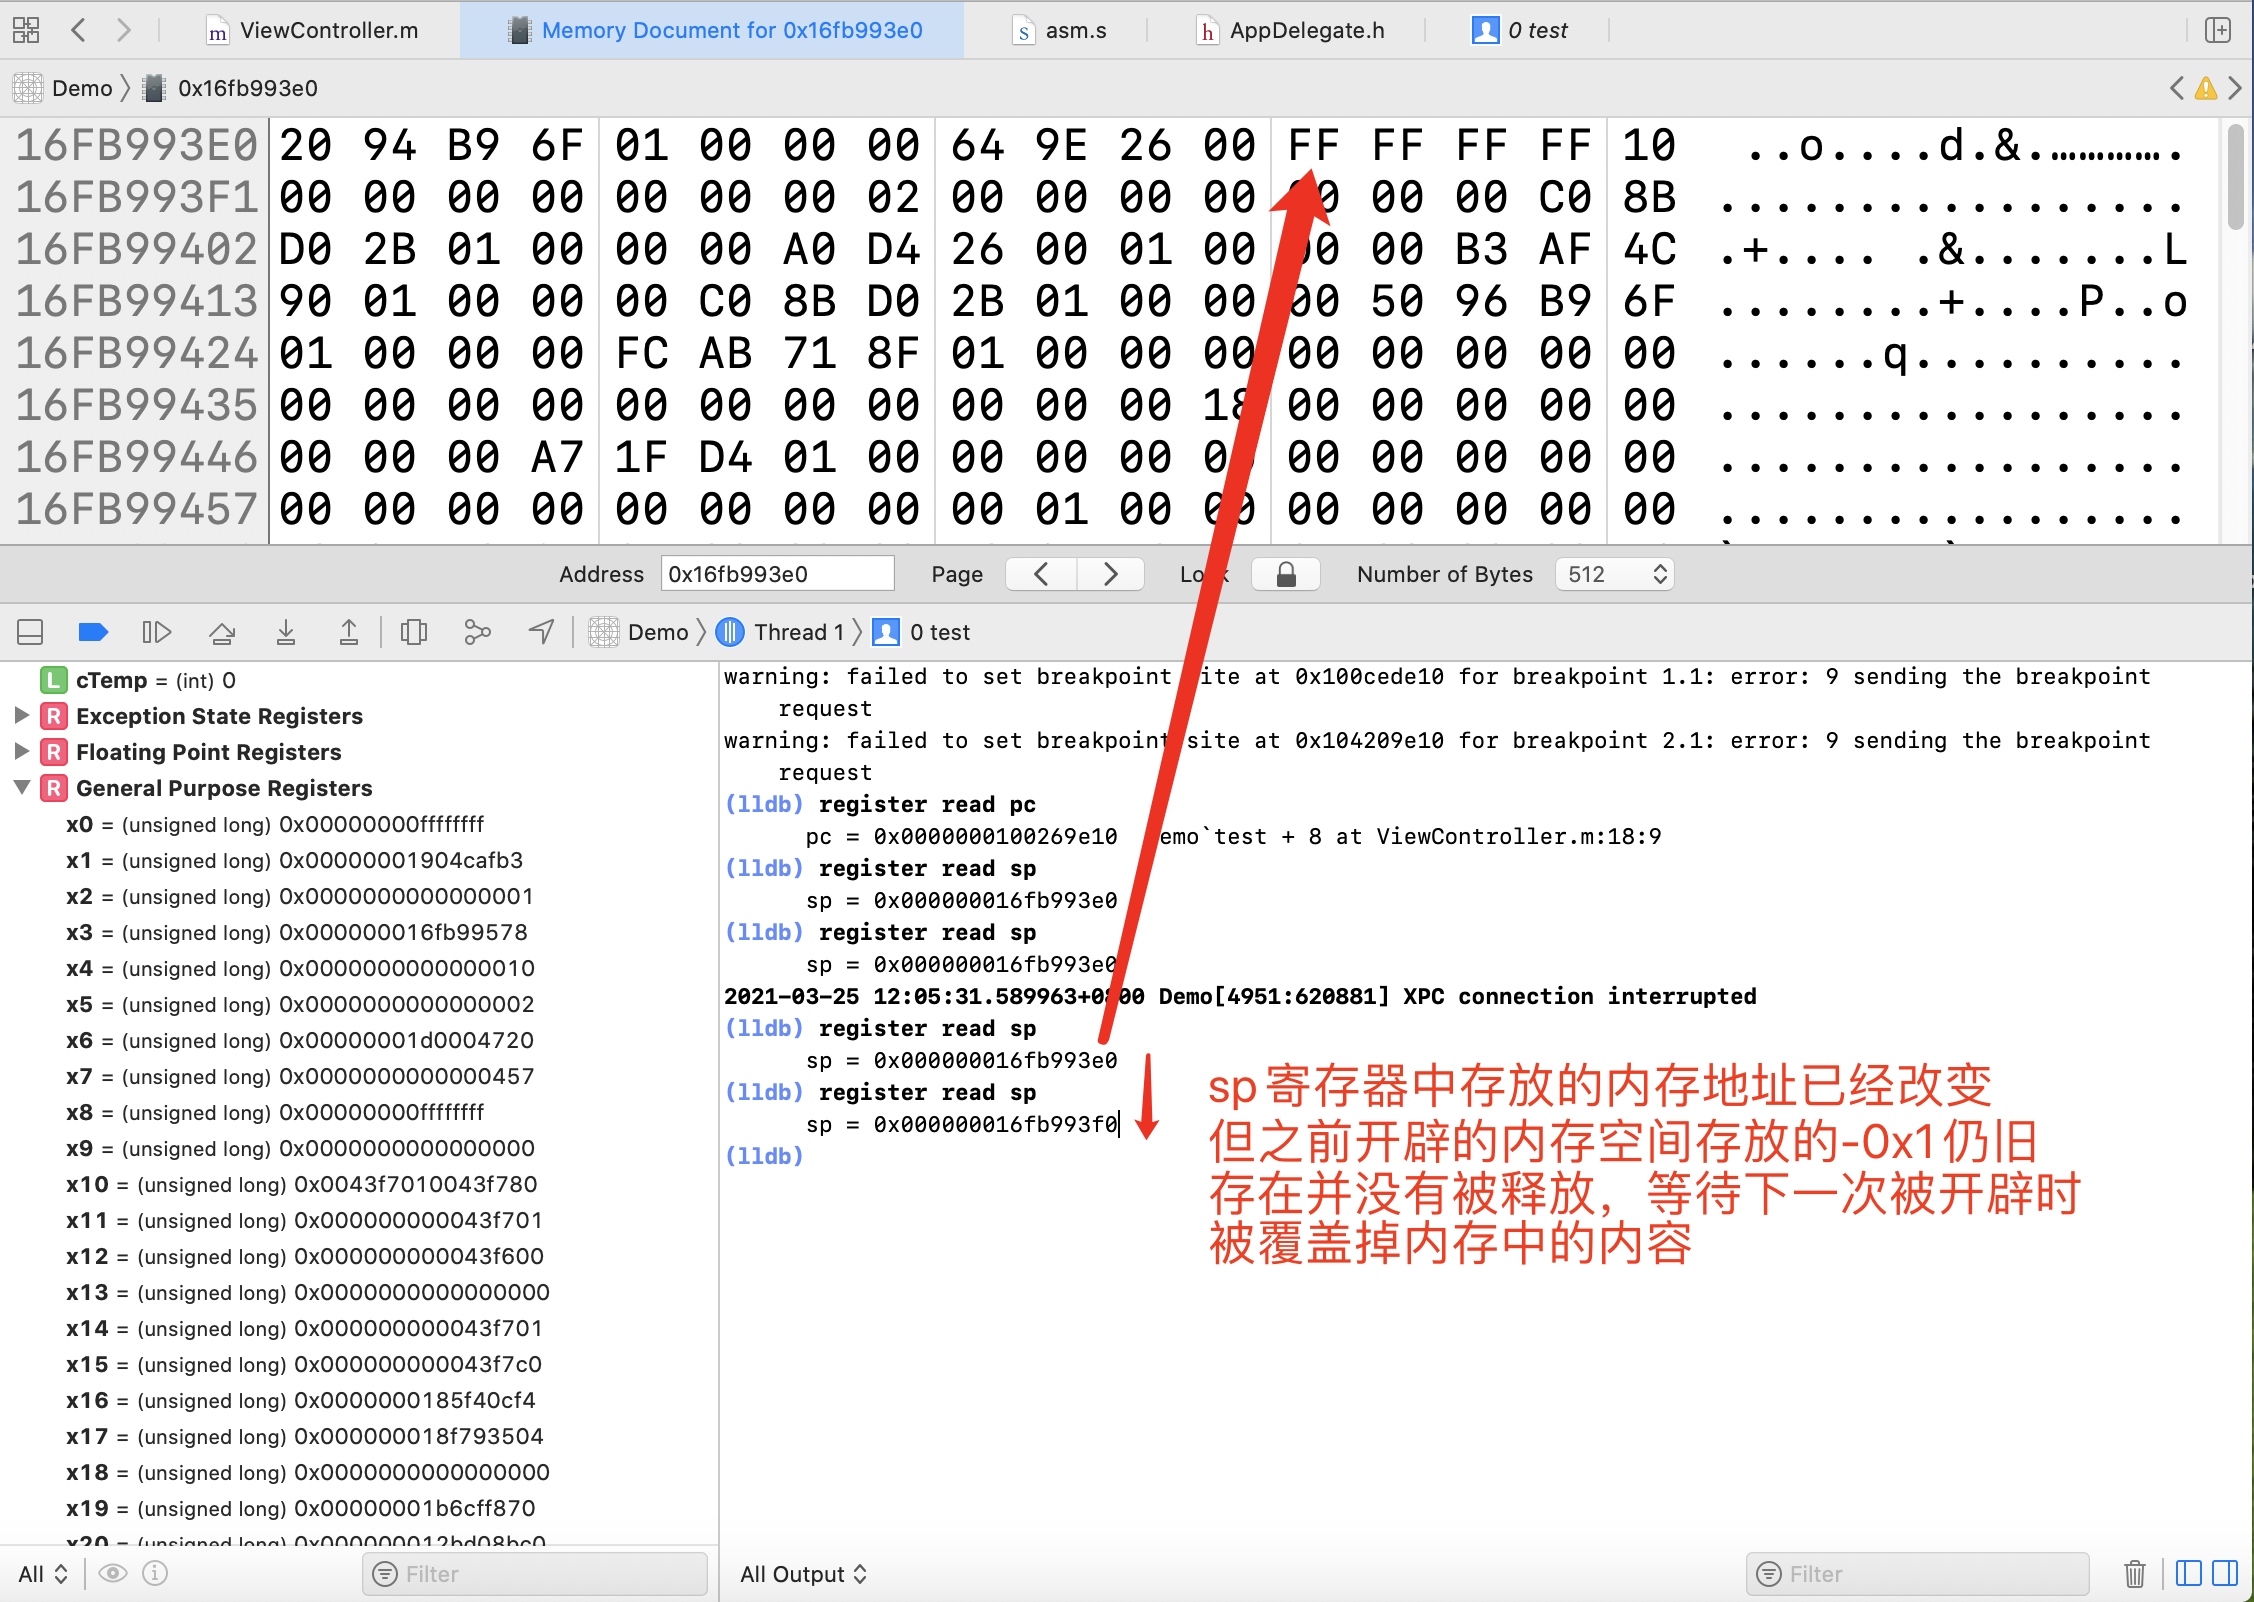 ViewController.m
Memory Document for 0x16fb993e0
asm.s
AppDelegate.h
0 test
Demo 0x16fb993e0
16FB993E0 20 94 B9 6F 01 00 00 00 64 9E 26 00 FF FF FF FF 10 ..o....d.&.…………. 
16FB993F1 00 00 00 00 00 00 00 02 00 00 00 00 00 00 00 C0 8B .................
16FB99402 D0 2B 01 00 00 00 A0 D4 26 00 01 00 00 00 B3 AF 4C .+.... .&.......L
16FB99413 90 01 00 00 00 C0 8B D0 2B 01 00 00 00 50 96 B9 6F ........+....P..o
16FB99424 01 00 00 00 FC AB 71 8F 01 00 00 00 00 00 00 00 00 ......q..........
16FB99435 00 00 00 00 00 00 00 00 00 00 00 18 00 00 00 00 00 .................
16FB99446 00 00 00 A7 1F D4 01 00 00 00 00 00 00 00 00 00 00 .................
16FB99457 00 00 00 00 00 00 00 00 00 01 00 00 00 00 00 00 00 .................
Address 0x16fb993e0 Page Lock Number of Bytes 512
Demo Thread 1 0 test
L cTemp = (int) 0
R Exception State Registers
R Floating Point Registers
R General Purpose Registers
x0 = (unsigned long) 0x00000000ffffffff
x1 = (unsigned long) 0x00000001904cafb3
x2 = (unsigned long) 0x0000000000000001
x3 = (unsigned long) 0x000000016fb99578
x4 = (unsigned long) 0x0000000000000010
x5 = (unsigned long) 0x0000000000000002
x6 = (unsigned long) 0x00000001d0004720
x7 = (unsigned long) 0x0000000000000457
x8 = (unsigned long) 0x00000000ffffffff
x9 = (unsigned long) 0x0000000000000000
x10 = (unsigned long) 0x0043f7010043f780
x11 = (unsigned long) 0x000000000043f701
x12 = (unsigned long) 0x000000000043f600
x13 = (unsigned long) 0x0000000000000000
x14 = (unsigned long) 0x000000000043f701
x15 = (unsigned long) 0x000000000043f7c0
x16 = (unsigned long) 0x0000000185f40cf4
x17 = (unsigned long) 0x000000018f793504
x18 = (unsigned long) 0x0000000000000000
x19 = (unsigned long) 0x00000001b6cff870
x20 = (unsigned long) 0x000000012bd08bc0
All Filter
warning: failed to set breakpoint site at 0x100cede10 for breakpoint 1.1: error: 9 sending the breakpoint
request
warning: failed to set breakpoint site at 0x104209e10 for breakpoint 2.1: error: 9 sending the breakpoint
request
(lldb) register read pc
pc = 0x0000000100269e10 emo`test + 8 at ViewController.m:18:9
(lldb) register read sp
sp = 0x000000016fb993e0
(lldb) register read sp
sp = 0x000000016fb993e0
2021-03-25 12:05:31.589963+0800 Demo[4951:620881] XPC connection interrupted
(lldb) register read sp
sp = 0x000000016fb993e0
(lldb) register read sp
sp = 0x000000016fb993f0
(lldb)
sp寄存器中存放的内存地址已经改变
但之前开辟的内存空间存放的-0x1仍旧
存在并没有被释放，等待下一次被开辟时
被覆盖掉内存中的内容
All Output Filter